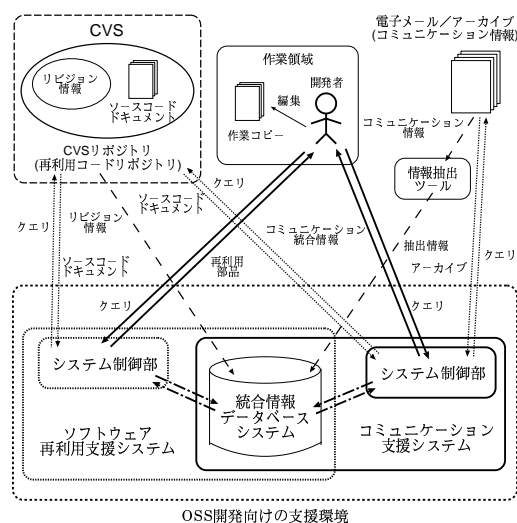 CVS
リビジョン
情報
ソースコード
ドキュメント
CVSリポジトリ
(再利用コードリポジトリ)
作業領域
開発者
編集
作業コピー
電子メール／アーカイブ
(コミュニケーション情報)
コミュニケーション
情報
情報抽出
ツール
クエリ
ソースコード
ドキュメント
クエリ
リビジョン
情報
コミュニケーション
統合情報
抽出情報
クエリ
アーカイブ
ソースコード
ドキュメント
再利用
部品
クエリ
クエリ
システム制御部
システム制御部
統合情報
データベース
システム
ソフトウェア
再利用支援システム
コミュニケーション
支援システム
OSS開発向けの支援環境